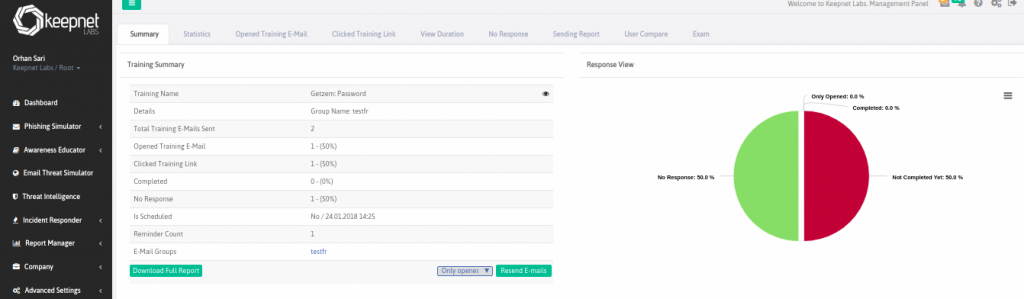 keepnet
LABS
Welcome to Keepnet Labs. Management Panel
Orhan Sari
Keepnet Labs / Root
Dashboard
Phishing Simulator
Awareness Educator
Email Threat Simulator
Threat Intelligence
Incident Responder
Report Manager
Company
Advanced Settings
Summary Statistics Opened Training E-Mail Clicked Training Link View Duration No Response Sending Report User Compare Exam
Training Summary
Training Name Getzem: Password
Details Group Name: testfr
Total Training E-Mails Sent 2
Opened Training E-Mail 1 - (50%)
Clicked Training Link 1 - (50%)
Completed 0 - (0%)
No Response 1 - (50%)
Is Scheduled No / 24.01.2018 14:25
Reminder Count 1
E-Mail Groups testfr
Download Full Report Only opener Resend E-mails
Response View
Only Opened: 0.0 %
Completed: 0.0 %
No Response: 50.0 %
Not Completed Yet: 50.0 %